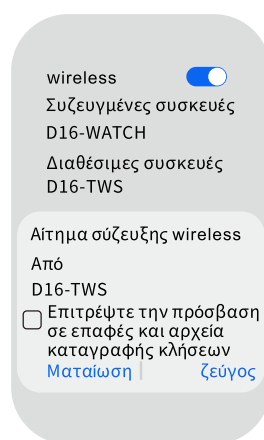 wireless
Συζευγμένες συσκευές
D16-WATCH
Διαθέσιμες συσκευές
D16-TWS
Αίτημα σύζευξης wireless
Από
D16-TWS
Επιτρέψτε την πρόσβαση
σε επαφές και αρχεία
καταγραφής κλήσεων
Ματαίωση ζεύγος